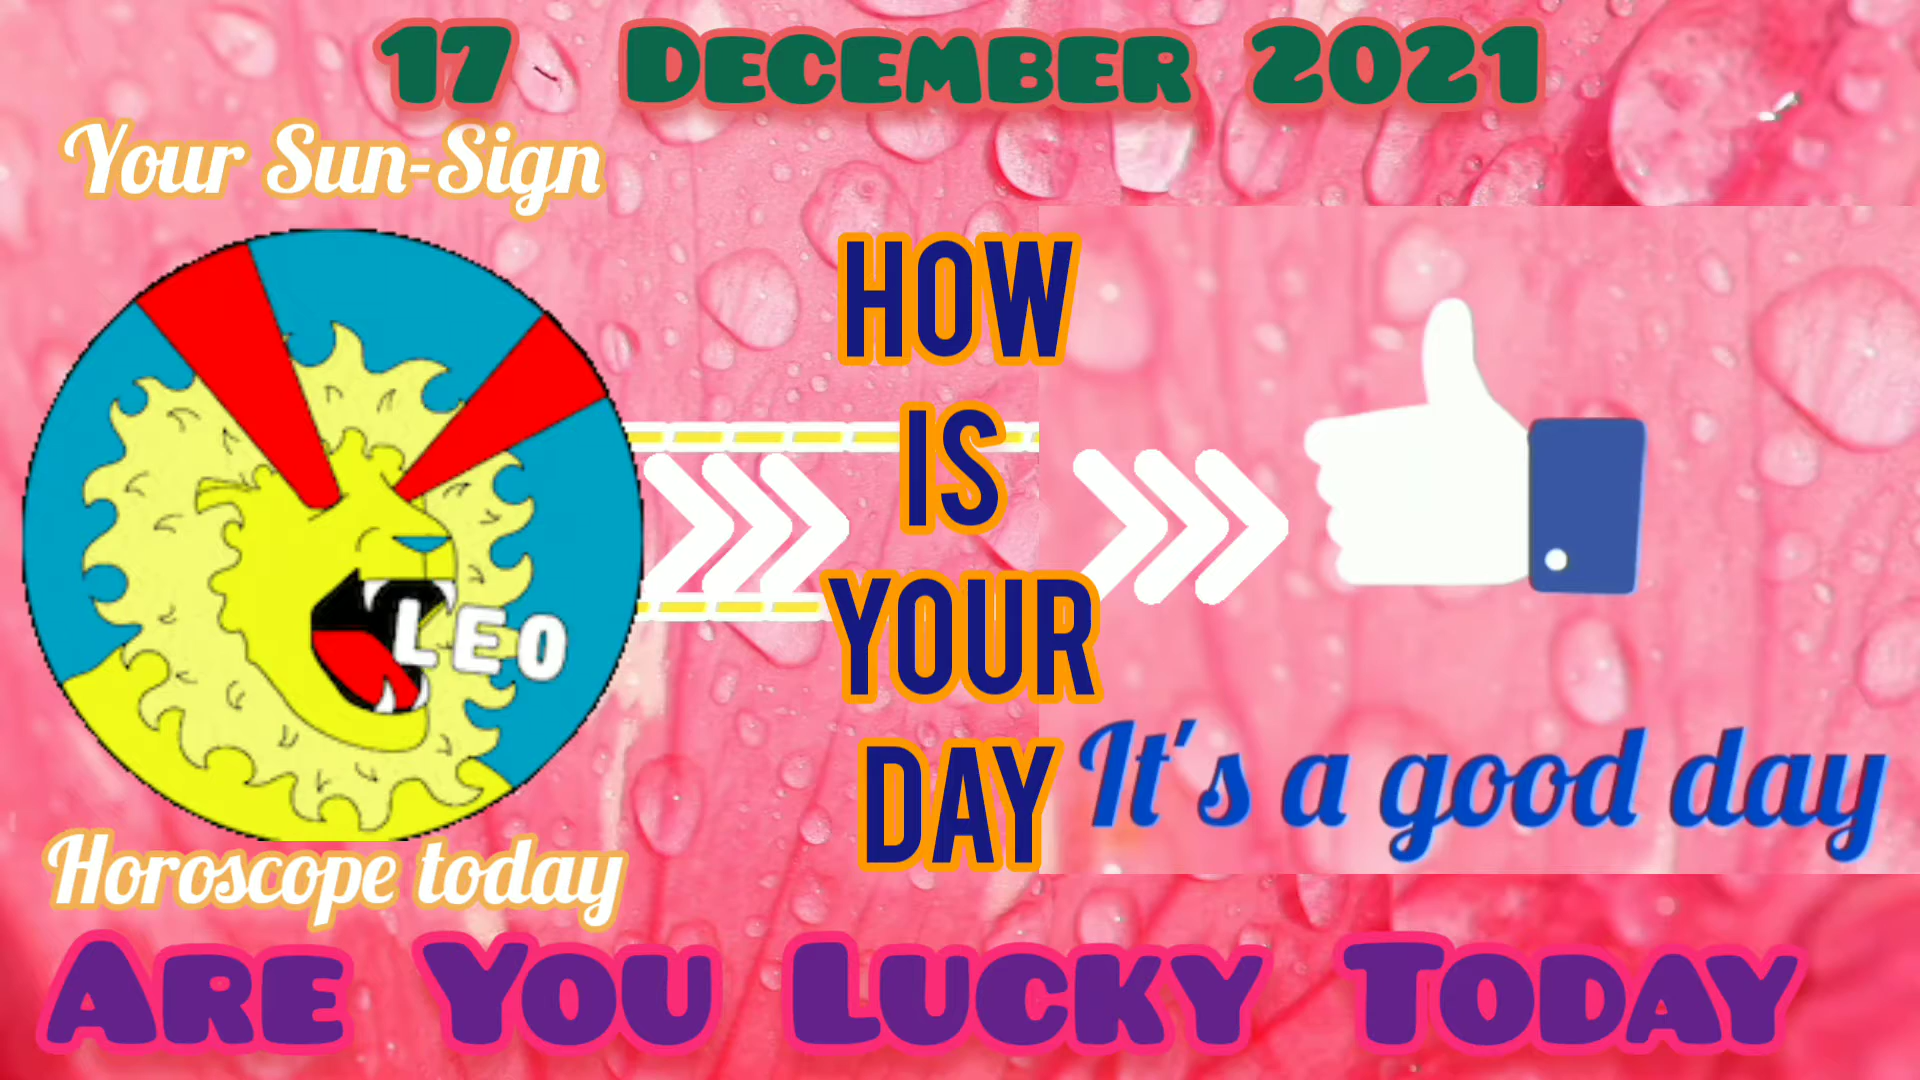 17 December 2021
Your Sun-Sign
LEO
Horoscope today
HOW
IS
YOUR
DAY
It's a good day
Are You Lucky Today